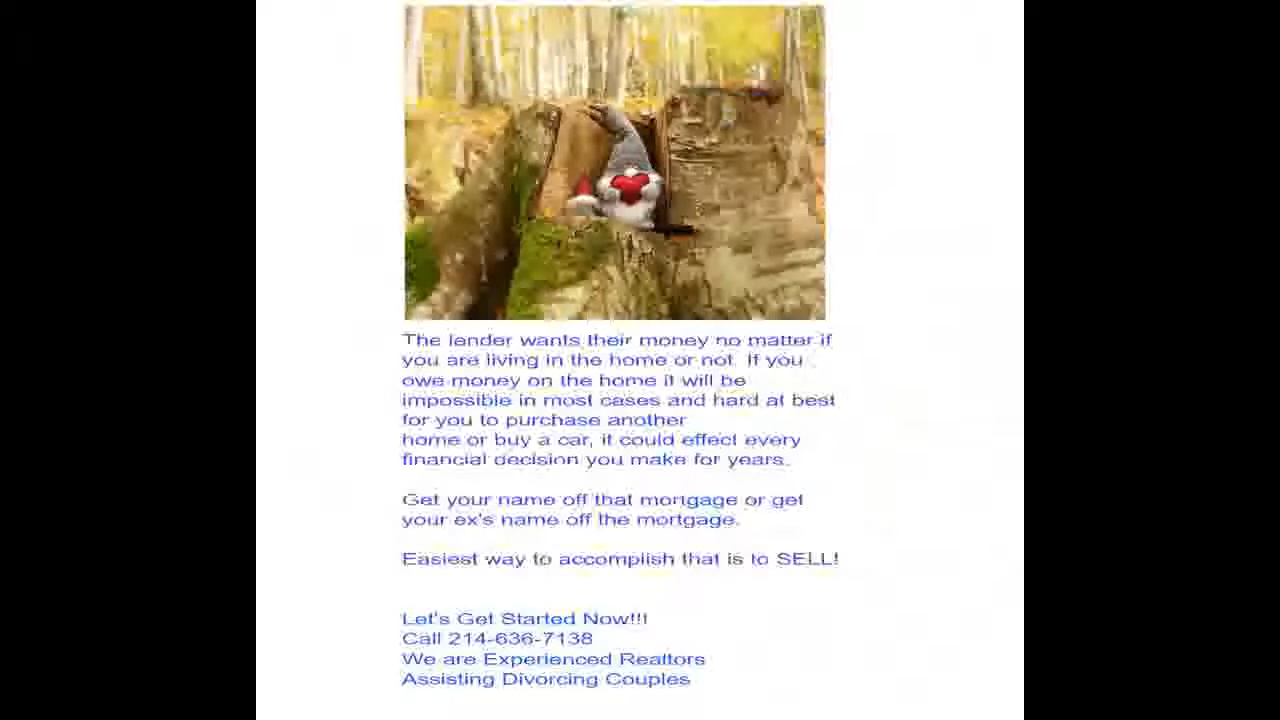 The lender wants their money no matter if
you are living in the home or not. If you
owe money on the home it will be
impossible in most cases and hard at best
for you to purchase another
home or buy a car, it could effect every
financial decision you make for years.
Get your name off that mortgage or get
your ex's name off the mortgage.
Easiest way to accomplish that is to SELL!
Let's Get Started Now!!!
Call 214-636-7138
We are Experienced Realtors
Assisting Divorcing Couples